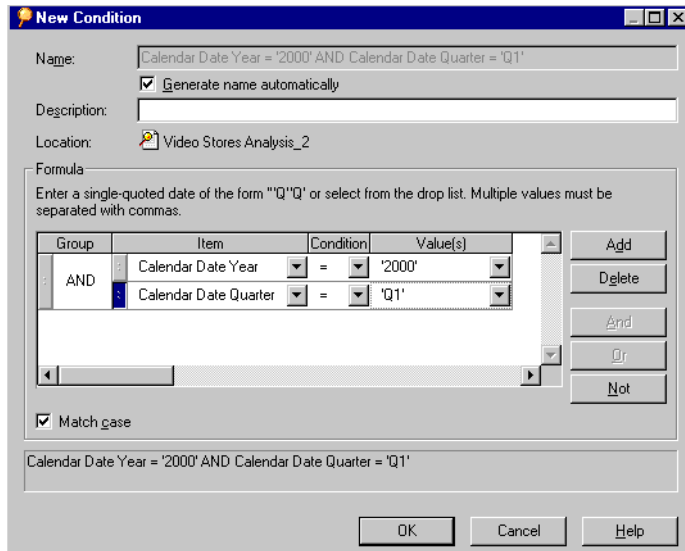 New Condition
Name: Calendar Date Year = '2000' AND Calendar Date Quarter = 'Q1'
Generate name automatically
Description:
Location: Video Stores Analysis_2
Formula
Enter a single-quoted date of the form "'Q"Q' or select from the drop list. Multiple values must be
separated with commas.
Group Item Condition Value(s)
AND Calendar Date Year = '2000'
Calendar Date Quarter = 'Q1'
Add
Delete
And
Or
Not
Match case
Calendar Date Year = '2000' AND Calendar Date Quarter = 'Q1'
OK Cancel Help